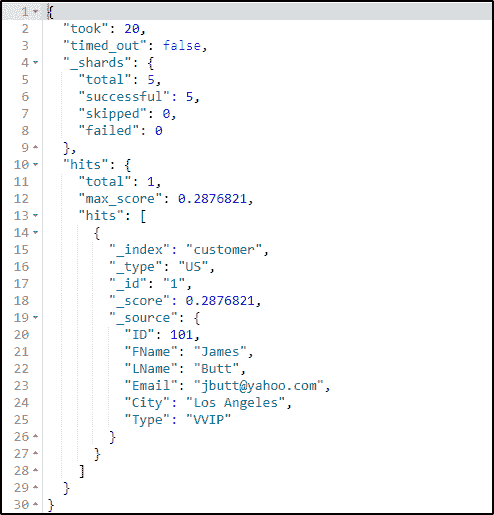 1 {
2   "took": 20,
3   "timed_out": false,
4   "_shards": {
5     "total": 5,
6     "successful": 5,
7     "skipped": 0,
8     "failed": 0
9   },
10   "hits": {
11     "total": 1,
12     "max_score": 0.2876821,
13     "hits": [
14       {
15         "_index": "customer",
16         "_type": "US",
17         "_id": "1",
18         "_score": 0.2876821,
19         "_source": {
20           "ID": 101,
21           "FName": "James",
22           "LName": "Butt",
23           "Email": "jbutt@yahoo.com",
24           "City": "Los Angeles",
25           "Type": "VVIP"
26         }
27       }
28     ]
29   }
30 }